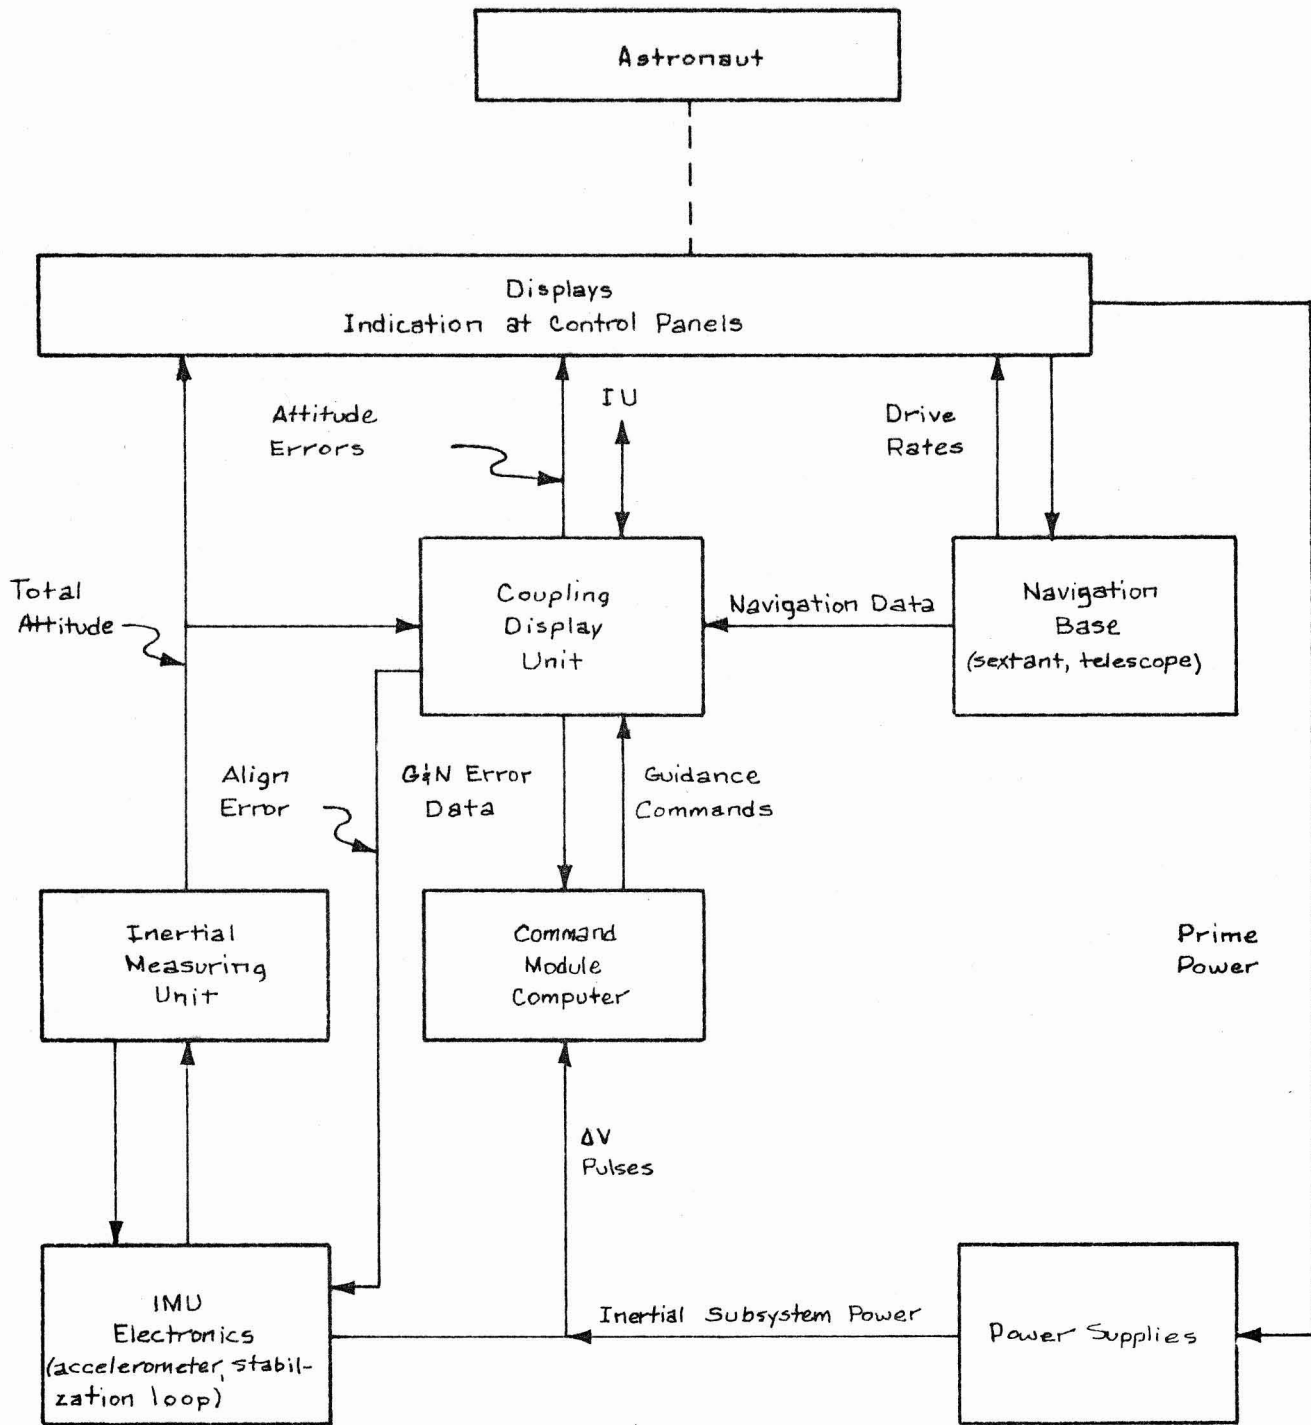 Astronaut
Displays
Indication at Control Panels
Attitude
Errors
IU
Drive
Rates
Total
Attitude
Coupling
Display
Unit
Navigation Data
Navigation
Base
(sextant, telescope)
Align
Error
G&N Error
Data
Guidance
Commands
Inertial
Measuring
Unit
Command
Module
Computer
Prime
Power
ΔV
Pulses
IMU
Electronics
(accelerometer, stabil-
zation loop)
Inertial Subsystem Power
Power Supplies